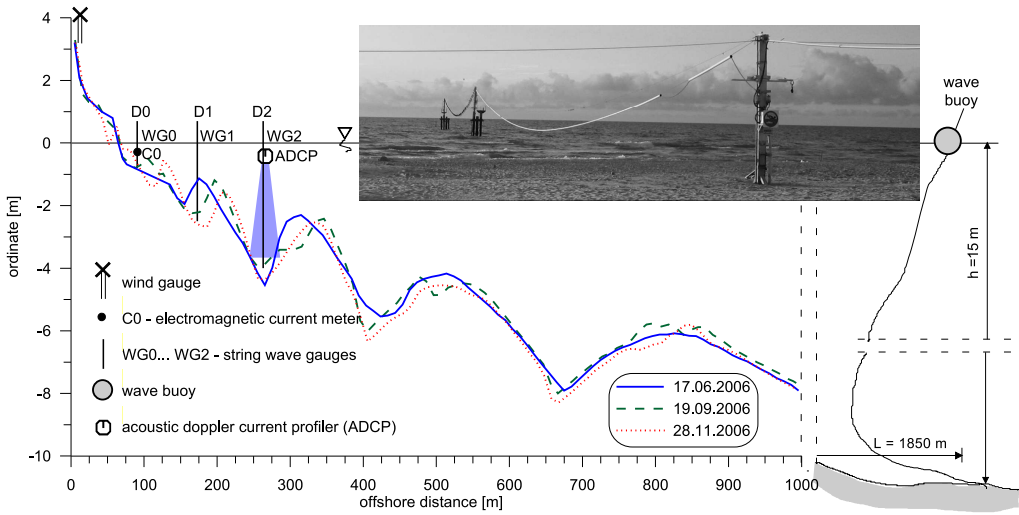 4
2
0
-2
-4
-6
-8
-10
ordinate [m]
D0
D1
D2
WG0
WG1
WG2
C0
ADCP
wind gauge
C0 - electromagnetic current meter
WG0... WG2 - string wave gauges
wave buoy
acoustic doppler current profiler (ADCP)
17.06.2006
19.09.2006
28.11.2006
0
100
200
300
400
500
600
700
800
900
1000
offshore distance [m]
wave
buoy
h=15 m
L = 1850 m